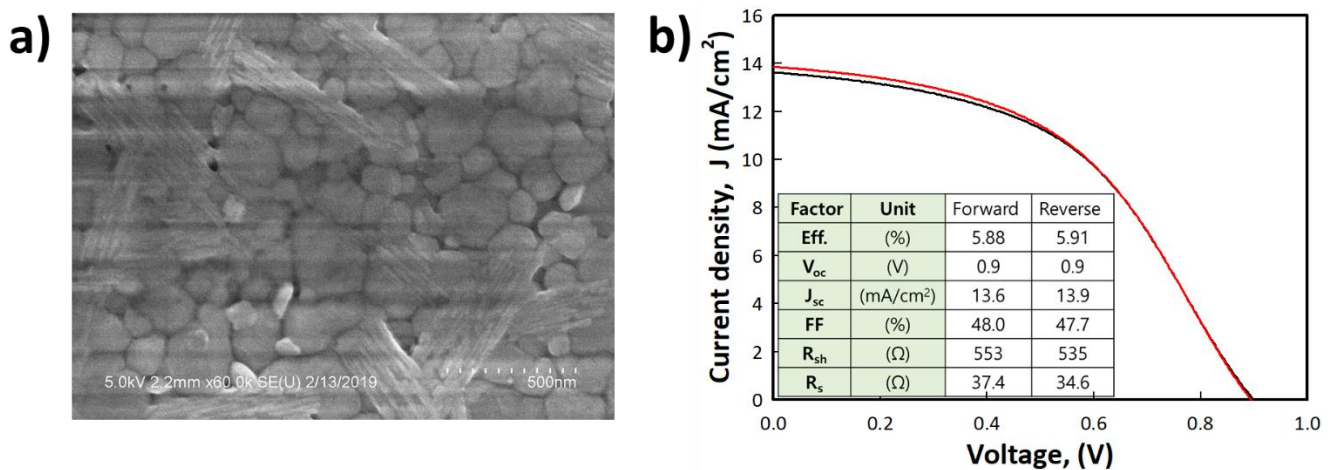 a)
5.0kV 2.2mm x60.0k SE(U) 2/13/2019
500nm
b)
Current density, J (mA/cm²)
16
14
12
10
8
6
4
2
0
Factor Unit Forward Reverse
Eff. (%) 5.88 5.91
Voc (V) 0.9 0.9
Jsc (mA/cm²) 13.6 13.9
FF (%) 48.0 47.7
Rsh (Ω) 553 535
Rs (Ω) 37.4 34.6
0.0 0.2 0.4 0.6 0.8 1.0
Voltage, (V)